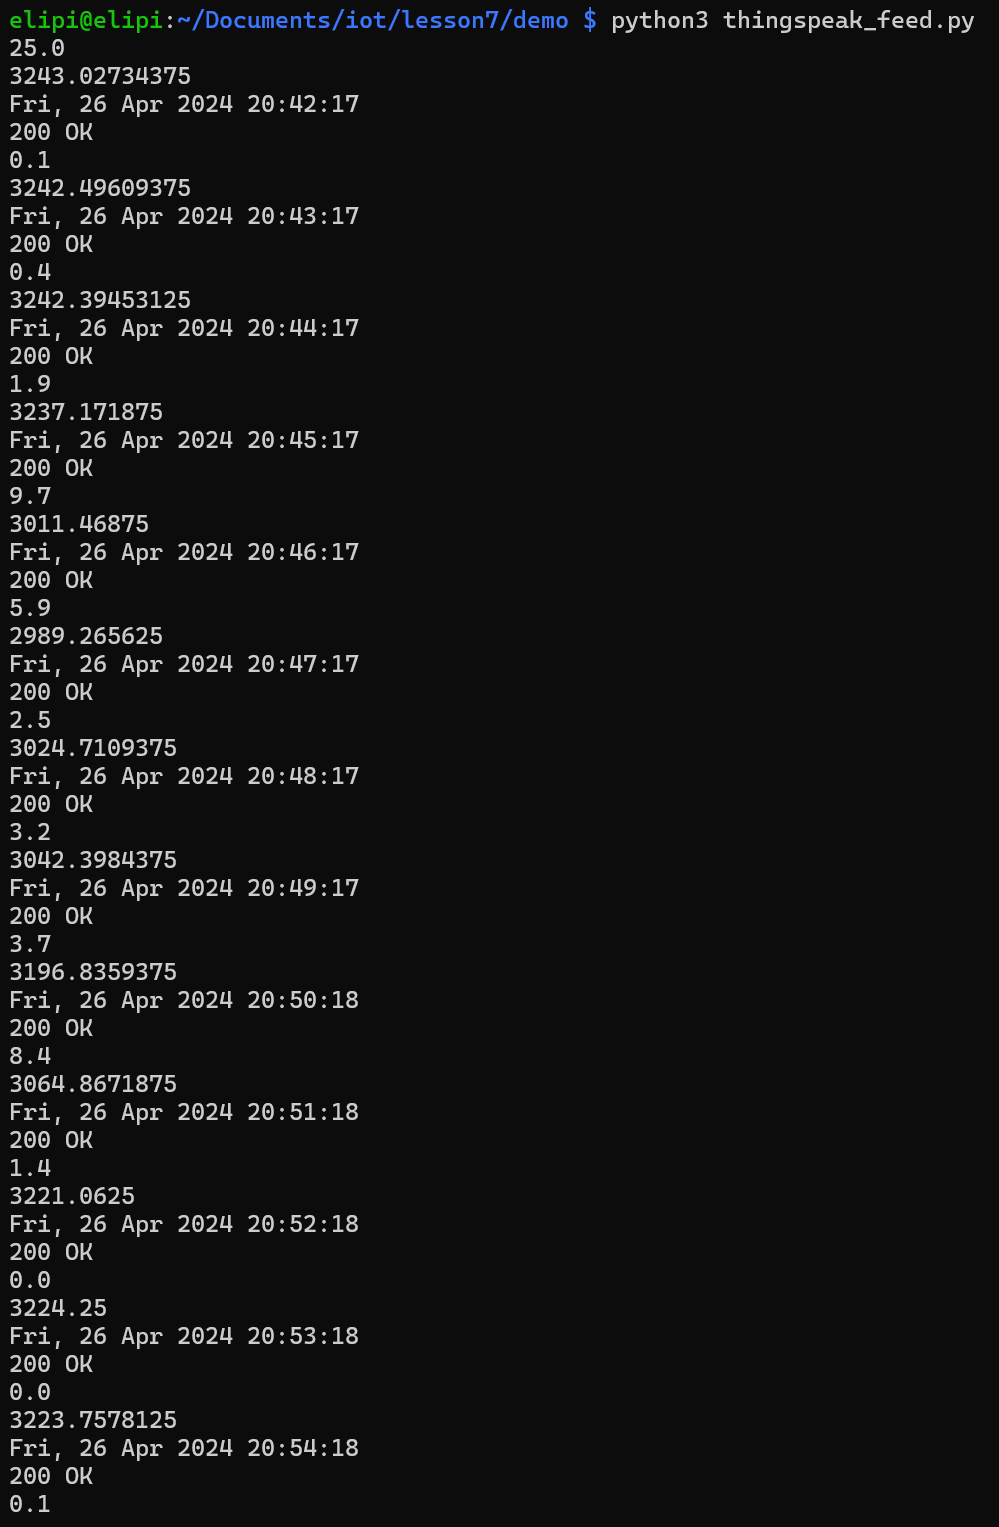 elipi@elipi:~/Documents/iot/lesson7/demo $ python3 thingspeak_feed.py
25.0
3243.02734375
Fri, 26 Apr 2024 20:42:17
200 OK
0.1
3242.49609375
Fri, 26 Apr 2024 20:43:17
200 OK
0.4
3242.39453125
Fri, 26 Apr 2024 20:44:17
200 OK
1.9
3237.171875
Fri, 26 Apr 2024 20:45:17
200 OK
9.7
3011.46875
Fri, 26 Apr 2024 20:46:17
200 OK
5.9
2989.265625
Fri, 26 Apr 2024 20:47:17
200 OK
2.5
3024.7109375
Fri, 26 Apr 2024 20:48:17
200 OK
3.2
3042.3984375
Fri, 26 Apr 2024 20:49:17
200 OK
3.7
3196.8359375
Fri, 26 Apr 2024 20:50:18
200 OK
8.4
3064.8671875
Fri, 26 Apr 2024 20:51:18
200 OK
1.4
3221.0625
Fri, 26 Apr 2024 20:52:18
200 OK
0.0
3224.25
Fri, 26 Apr 2024 20:53:18
200 OK
0.0
3223.7578125
Fri, 26 Apr 2024 20:54:18
200 OK
0.1